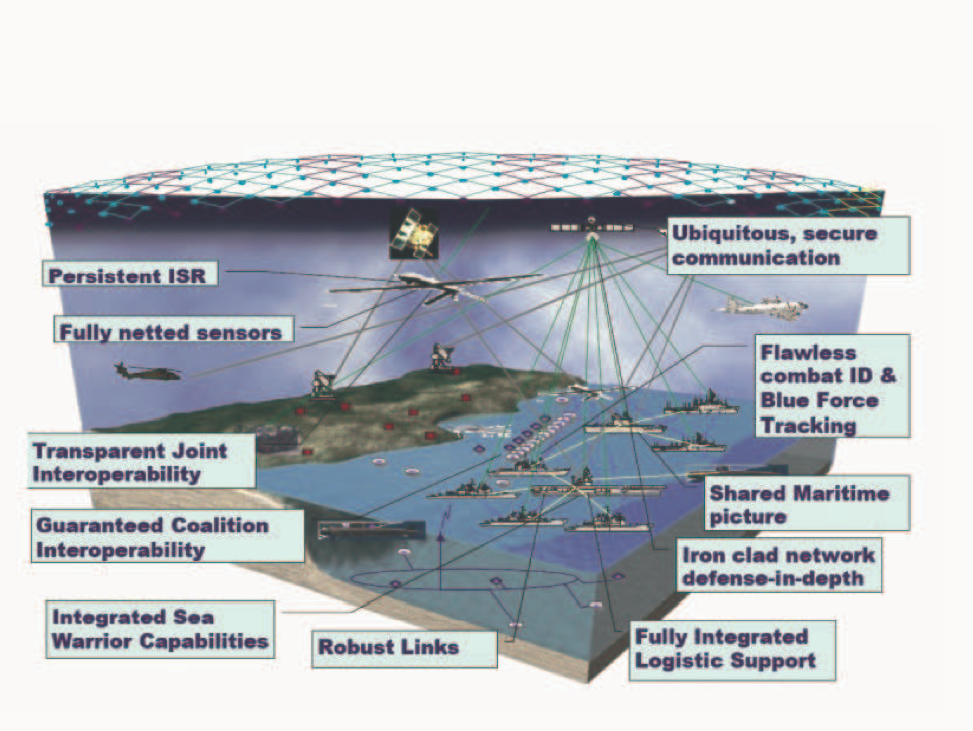 Ubiquitous, secure
communication
Persistent ISR
Fully netted sensors
Flawless
combat ID &
Blue Force
Tracking
Transparent Joint
Interoperability
Shared Maritime
picture
Guaranteed Coalition
Interoperability
Iron clad network
defense-in-depth
Integrated Sea
Warrior Capabilities
Robust Links
Fully Integrated
Logistic Support